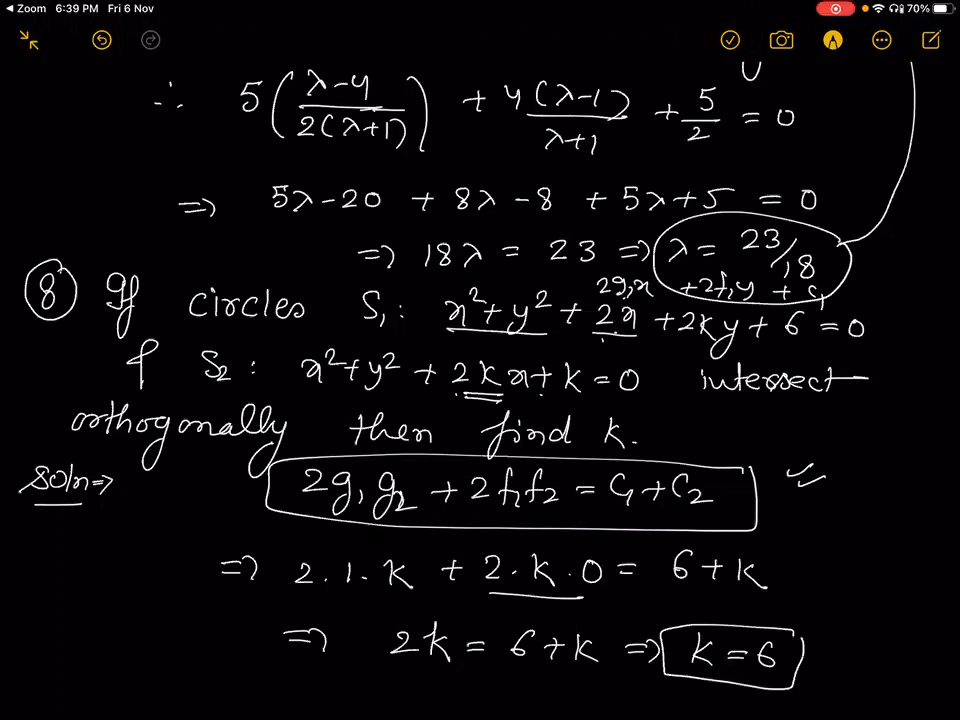 Zoom 6:39 PM Fri 6 Nov 70%
∴ 5(λ-4/2(λ+1)) + 4(λ-1)/λ+1 + 5/2 = 0
=> 5λ-20 + 8λ-8 + 5λ+5 = 0
=> 18λ = 23 => λ = 23/18
2g₁x + 2f₁y + c₁
8 If circles S₁: x²+y² + 2x + 2ky + 6 = 0
& S₂: x²+y² + 2kx + k = 0 intersect
orthogonally then find k.
Soln=> 2g₁g₂ + 2f₁f₂ = c₁+c₂
=> 2.1.k + 2.k.0 = 6+k
=> 2k = 6+k => k = 6